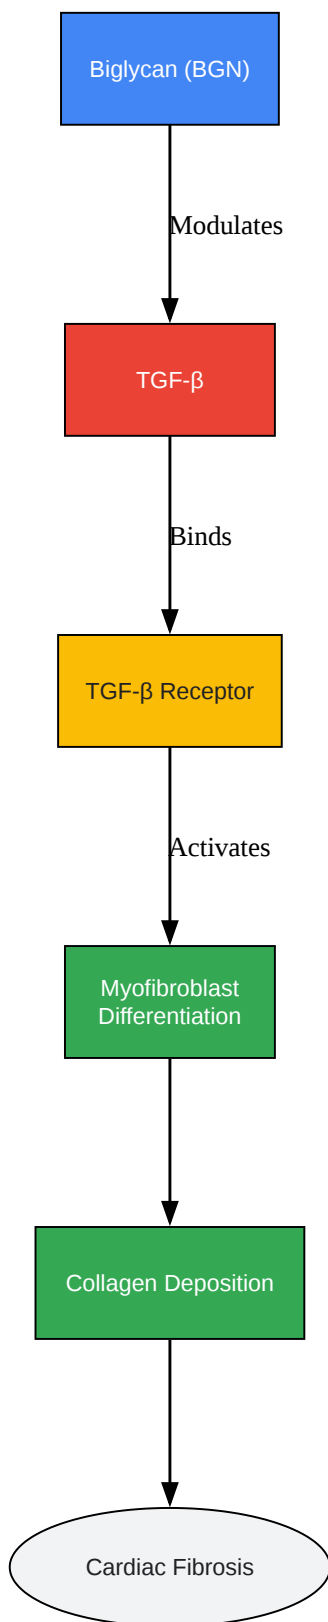 Biglycan (BGN)
Modulates
TGF-β
Binds
TGF-β Receptor
Activates
Myofibroblast
Differentiation
Collagen Deposition
Cardiac Fibrosis